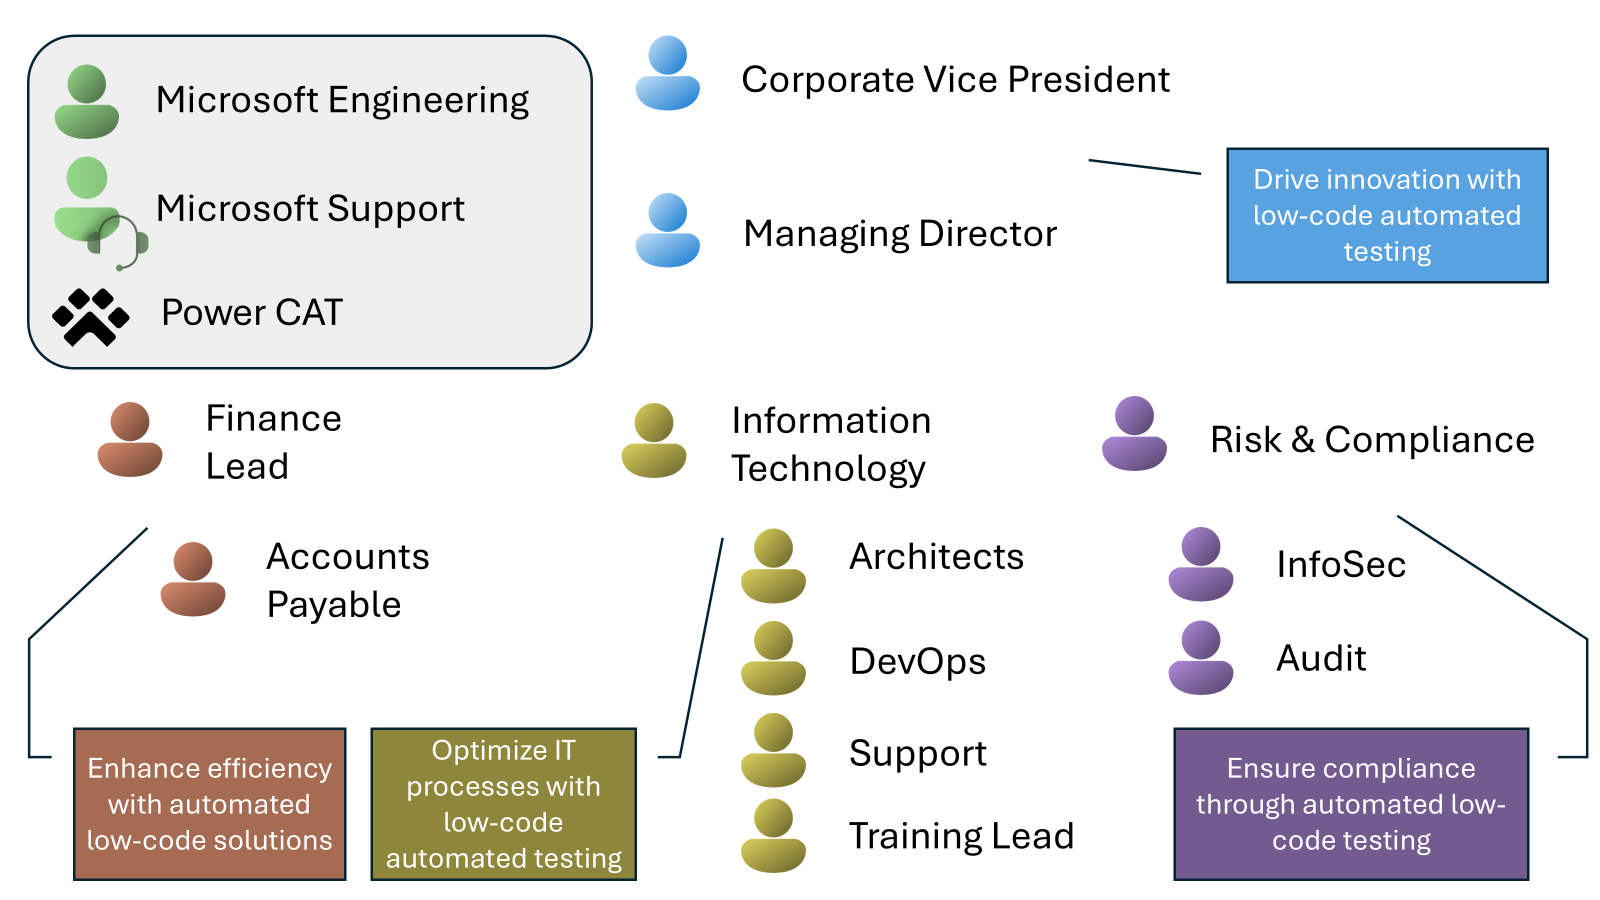 Microsoft Engineering
Microsoft Support
Power CAT
Corporate Vice President
Managing Director
Drive innovation with
low-code automated
testing
Finance
Lead
Accounts
Payable
Enhance efficiency
with automated
low-code solutions
Information
Technology
Architects
DevOps
Support
Training Lead
Optimize IT
processes with
low-code
automated testing
Risk & Compliance
InfoSec
Audit
Ensure compliance
through automated low-
code testing